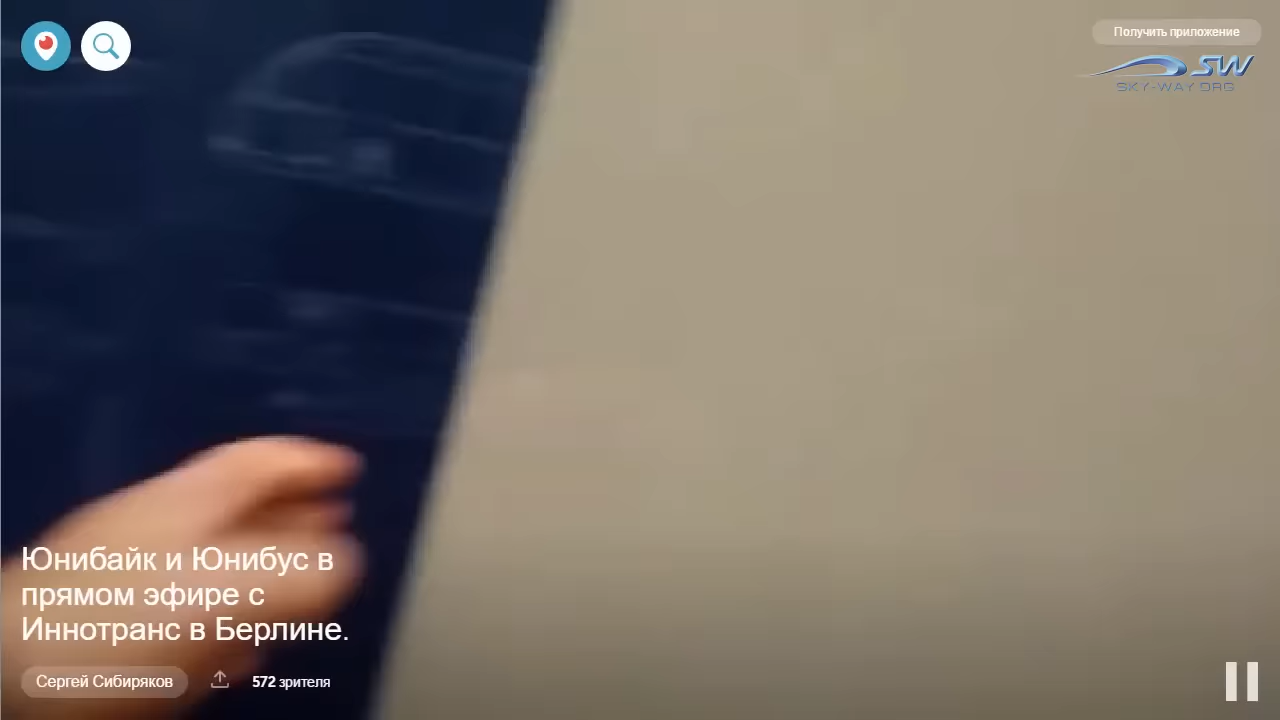 Получить приложение
SW
SKY-WAY.ORG
Юнибайк и Юнибус в
прямом эфире с
Иннотранс в Берлине.
Сергей Сибиряков
572 зрителя